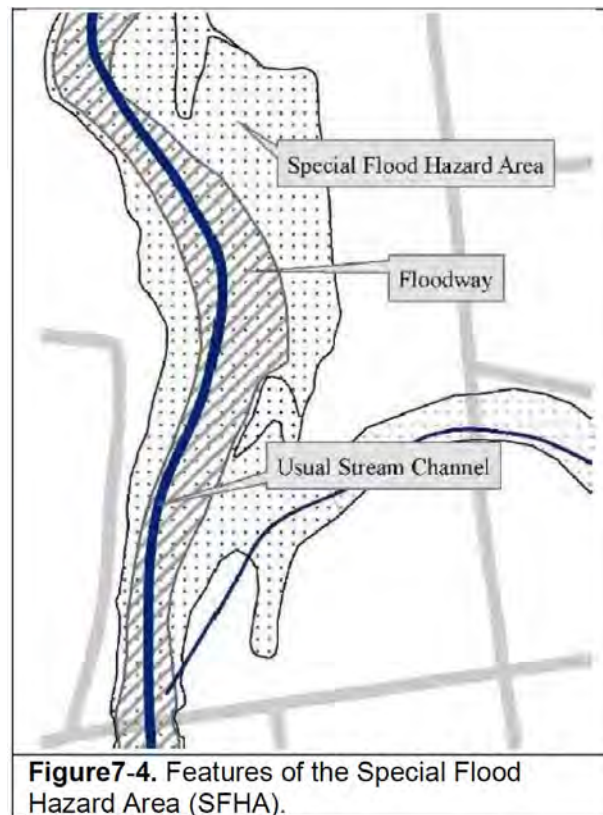 Special Flood Hazard Area
Floodway
Usual Stream Channel
Figure7-4. Features of the Special Flood
Hazard Area (SFHA).